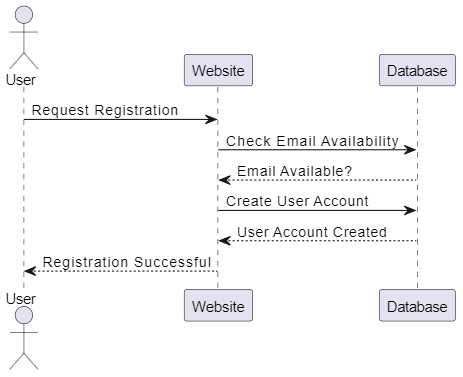 User
Website
Database
Request Registration
Check Email Availability
Email Available?
Create User Account
User Account Created
Registration Successful
User
Website
Database